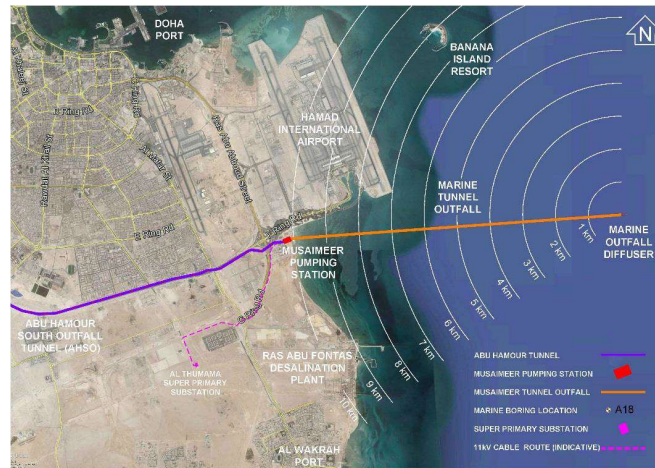 DOHA
PORT
BANANA
ISLAND
RESORT
N
HAMAD
INTERNATIONAL
AIRPORT
MARINE
TUNNEL
OUTFALL
MARINE
OUTFALL
DIFFUSER
1 km
2 km
3 km
4 km
5 km
6 km
7 km
8 km
9 km
10 km
E Ring Rd
MUSAIMEER
PUMPING
STATION
ABU HAMOUR
SOUTH OUTFALL
TUNNEL (AHSO)
E Ring Rd
AL THUMAMA
SUPER PRIMARY
SUBSTATION
RAS ABU FONTAS
DESALINATION
PLANT
AL WAKRAH
PORT
ABU HAMOUR TUNNEL
MUSAIMEER PUMPING STATION
MUSAIMEER TUNNEL OUTFALL
MARINE BORING LOCATION A18
SUPER PRIMARY SUBSTATION
11kV CABLE ROUTE (INDICATIVE)